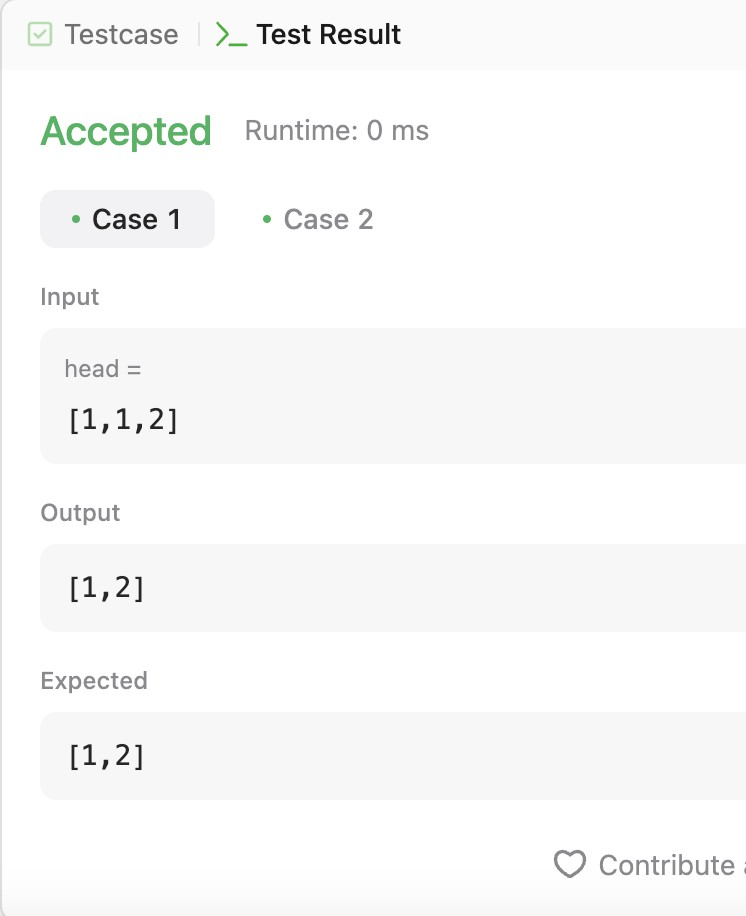 Testcase >_ Test Result
Accepted Runtime: 0 ms
• Case 1 • Case 2
Input
head =
[1,1,2]
Output
[1,2]
Expected
[1,2]
Contribute